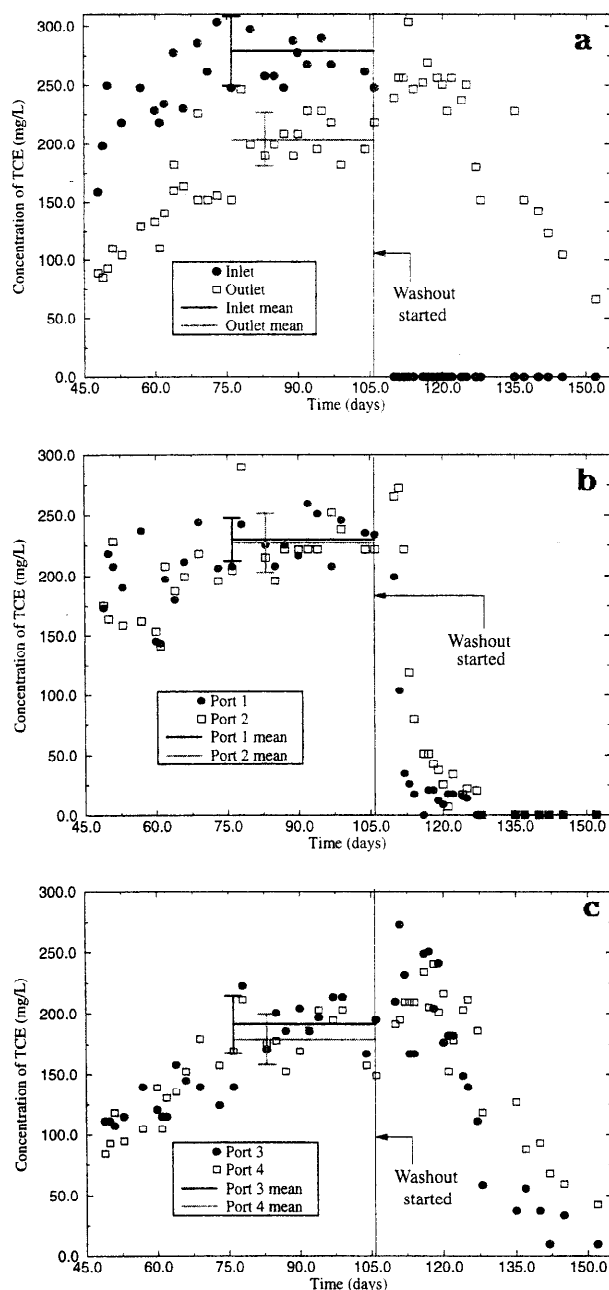 a
300.0
250.0
200.0
150.0
100.0
50.0
0.0
Concentration of TCE (mg/L)
Inlet
Outlet
Inlet mean
Outlet mean
Washout
started
45.0 60.0 75.0 90.0 105.0 120.0 135.0 150.0
Time (days)
b
300.0
250.0
200.0
150.0
100.0
50.0
0.0
Concentration of TCE (mg/L)
Port 1
Port 2
Port 1 mean
Port 2 mean
Washout
started
45.0 60.0 75.0 90.0 105.0 120.0 135.0 150.0
Time (days)
c
300.0
250.0
200.0
150.0
100.0
50.0
0.0
Concentration of TCE (mg/L)
Port 3
Port 4
Port 3 mean
Port 4 mean
Washout
started
45.0 60.0 75.0 90.0 105.0 120.0 135.0 150.0
Time (days)